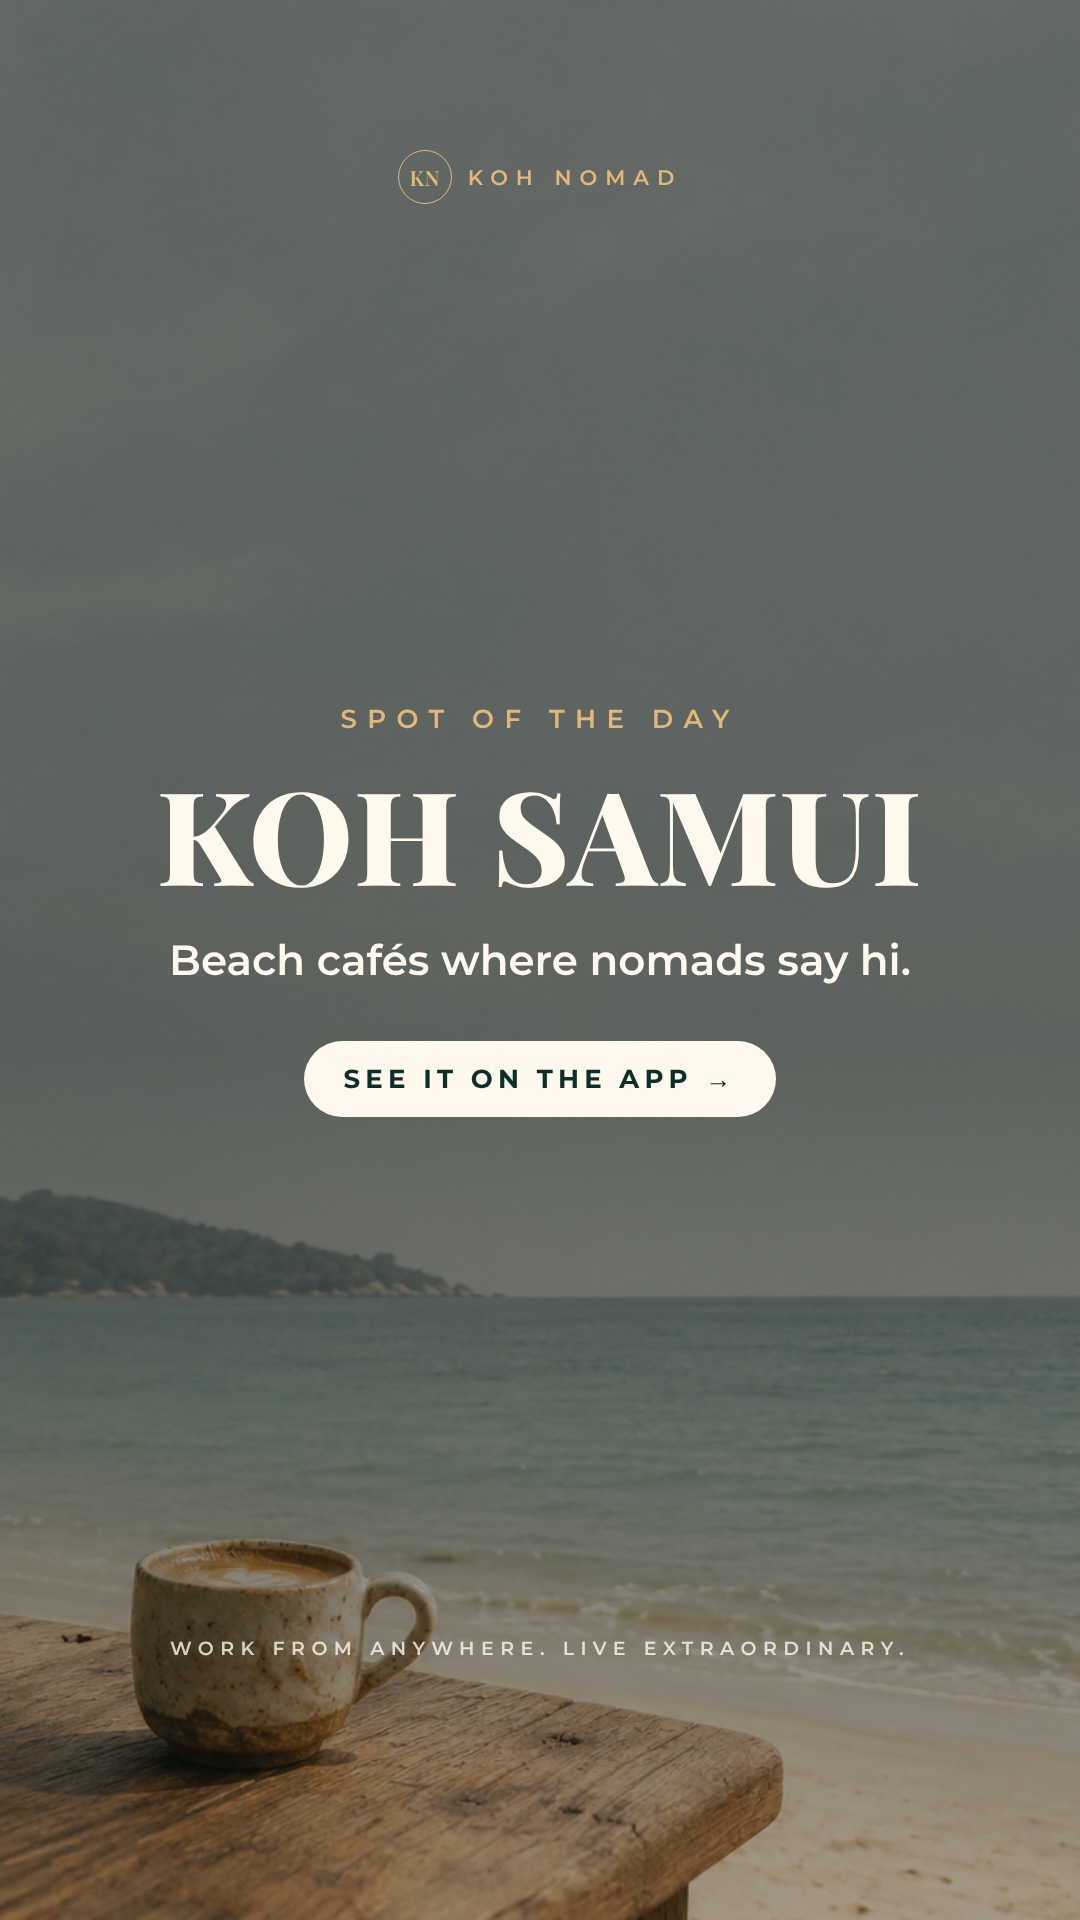 KN KOH NOMAD
SPOT OF THE DAY
KOH SAMUI
Beach cafés where nomads say hi.
SEE IT ON THE APP →
WORK FROM ANYWHERE. LIVE EXTRAORDINARY.